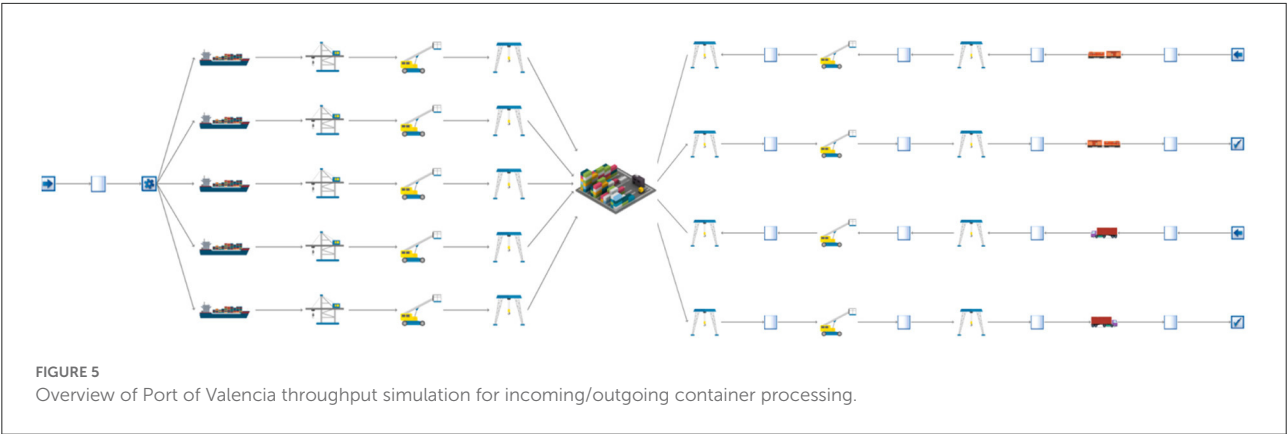 FIGURE 5
Overview of Port of Valencia throughput simulation for incoming/outgoing container processing.